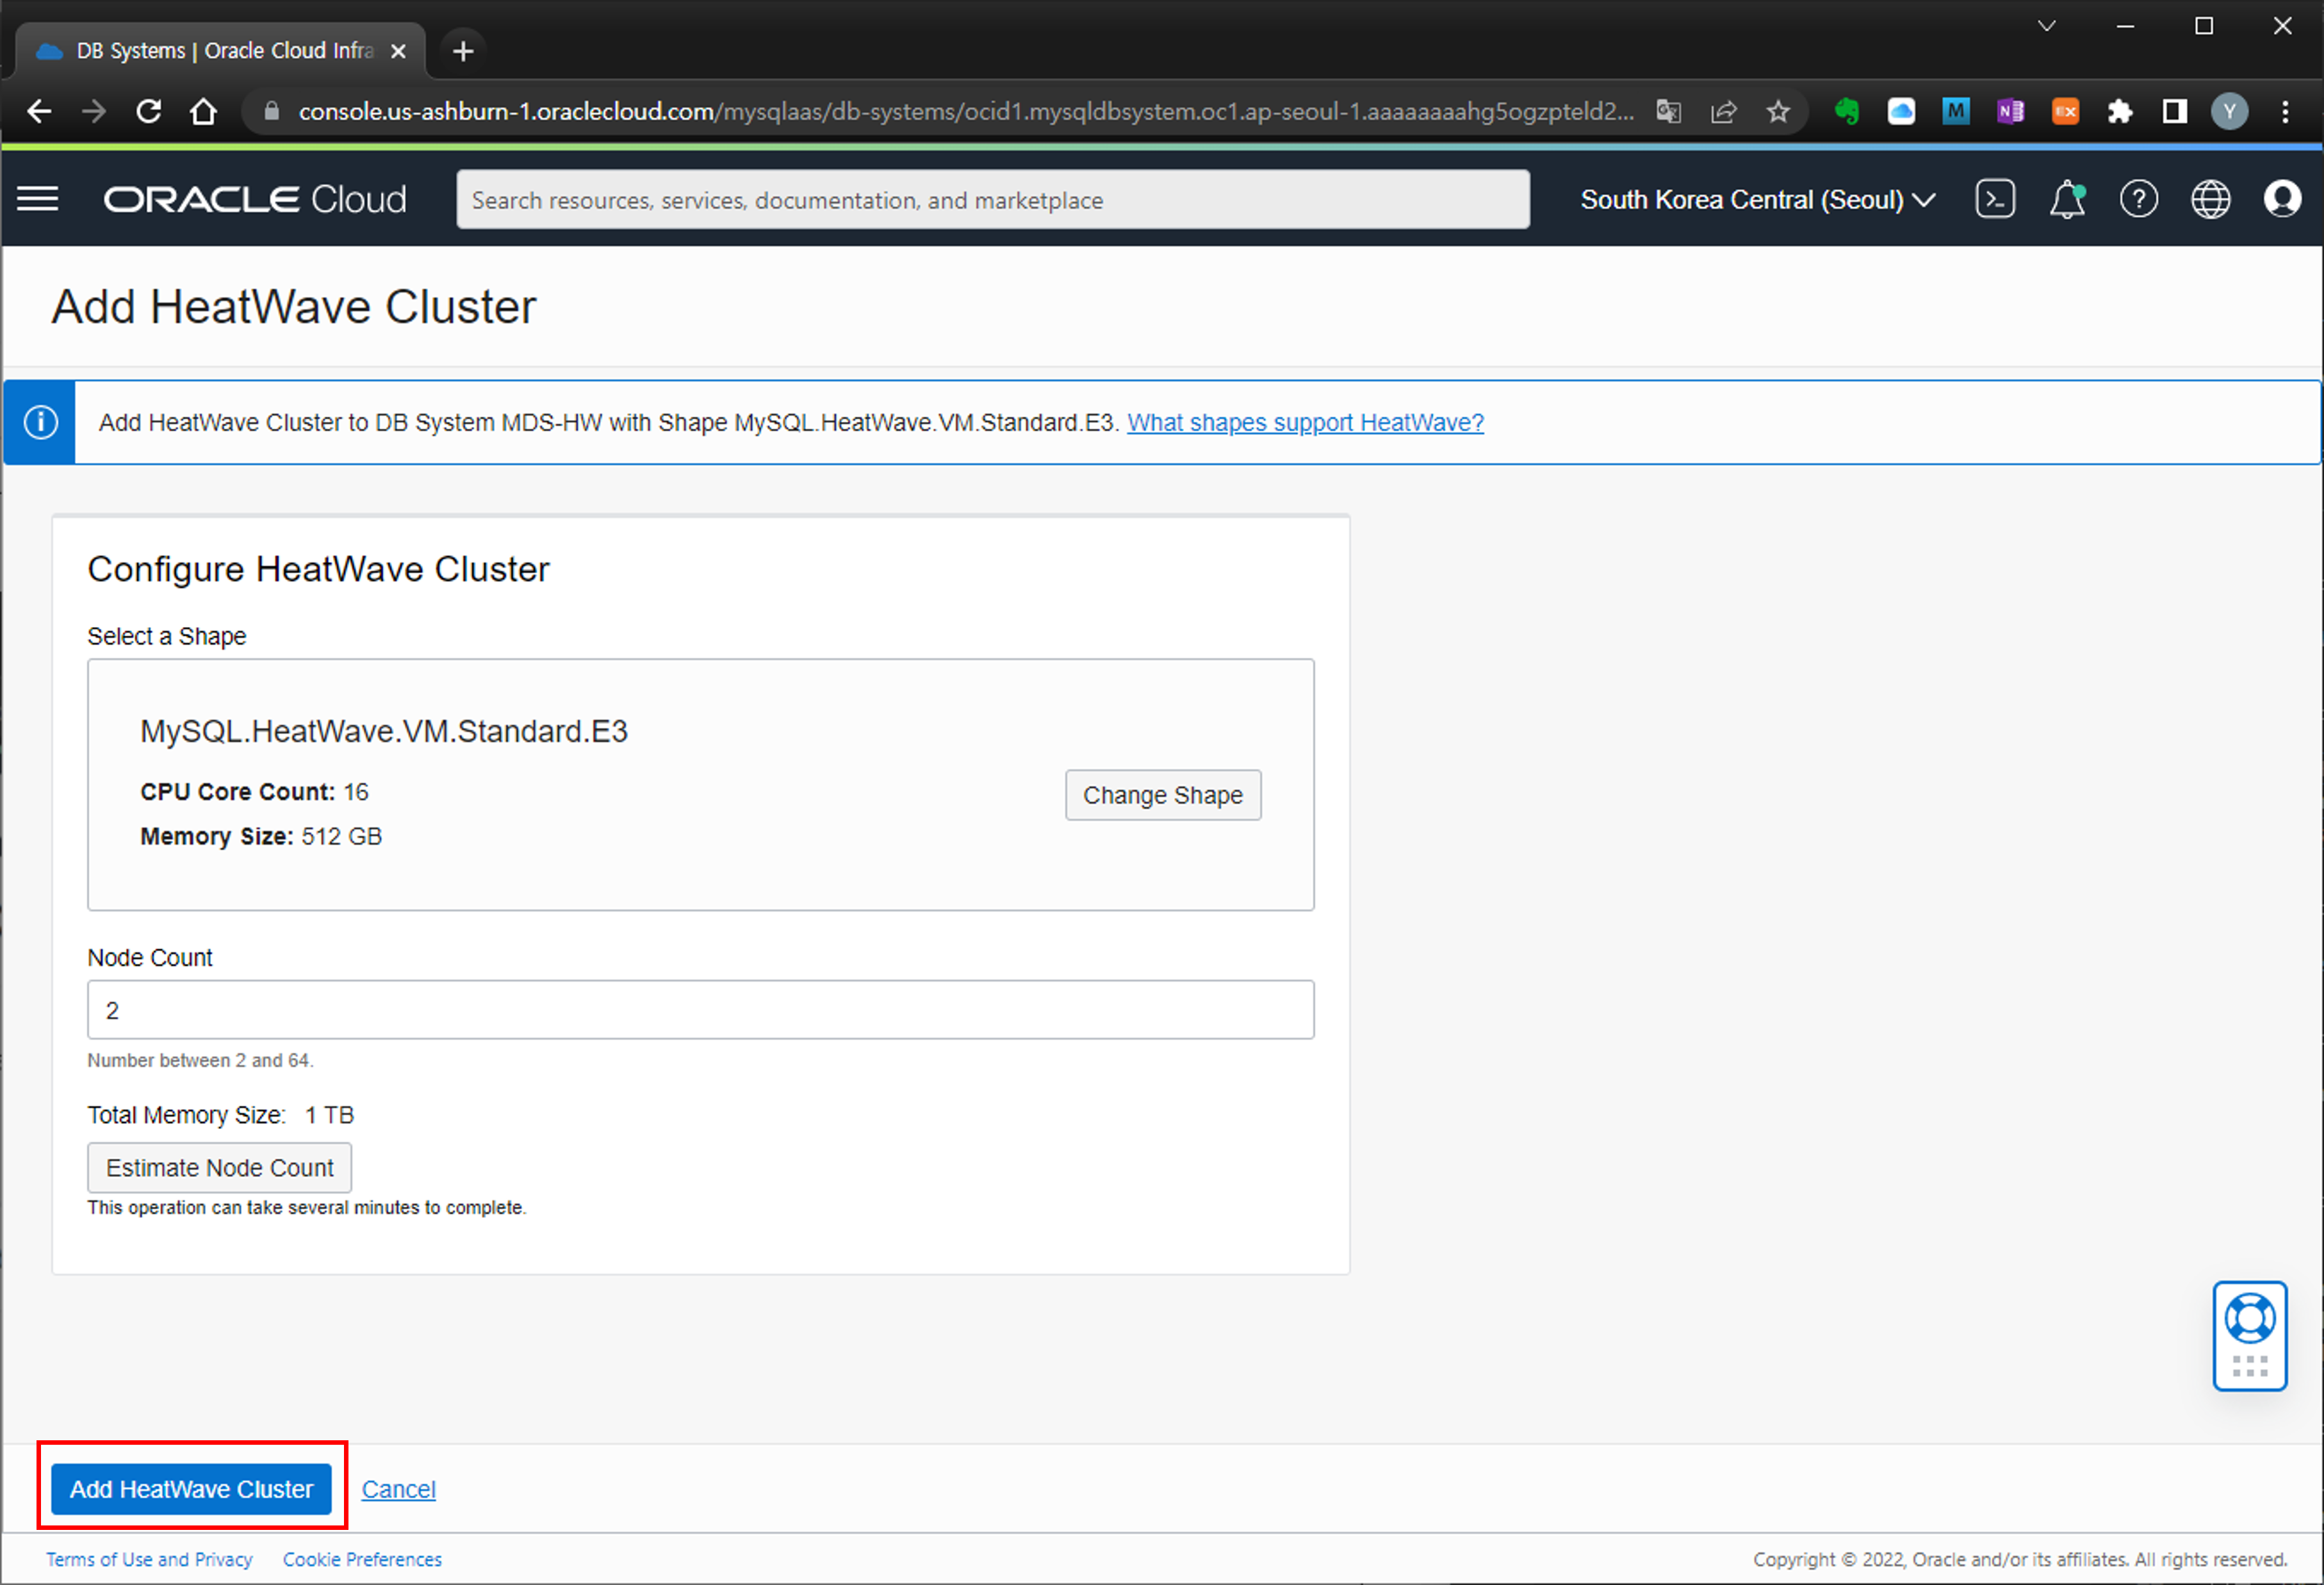 DB Systems | Oracle Cloud Infra
console.us-ashburn-1.oraclecloud.com/mysqlaas/db-systems/ocid1.mysqldbsystem.oc1.ap-seoul-1.aaaaaaaahg5ogzpteld2...
M
N
EX
Y
ORACLE Cloud
Search resources, services, documentation, and marketplace
South Korea Central (Seoul)
Add HeatWave Cluster
Add HeatWave Cluster to DB System MDS-HW with Shape MySQL.HeatWave.VM.Standard.E3. What shapes support HeatWave?
Configure HeatWave Cluster
Select a Shape
MySQL.HeatWave.VM.Standard.E3
CPU Core Count: 16
Change Shape
Memory Size: 512 GB
Node Count
2
Number between 2 and 64.
Total Memory Size: 1 TB
Estimate Node Count
This operation can take several minutes to complete.
Add HeatWave Cluster
Cancel
Terms of Use and Privacy
Cookie Preferences
Copyright © 2022, Oracle and/or its affiliates. All rights reserved.